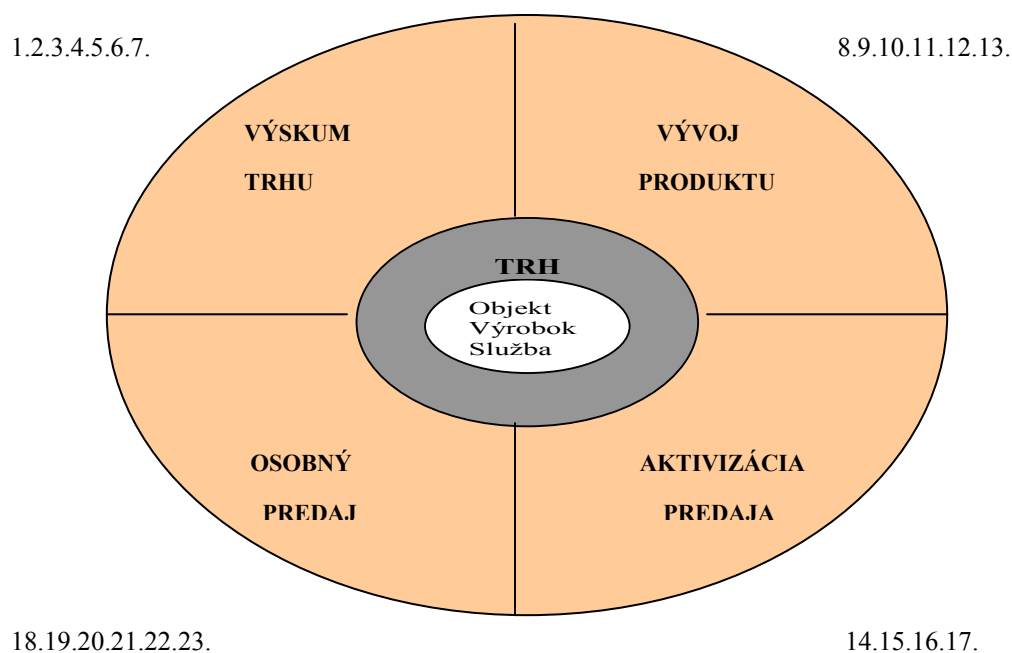 1.2.3.4.5.6.7.
8.9.10.11.12.13.
VÝSKUM
TRHU
VÝVOJ
PRODUKTU
TRH
Objekt
Výrobok
Služba
OSOBNÝ
PREDAJ
AKTIVIZÁCIA
PREDAJA
18.19.20.21.22.23.
14.15.16.17.